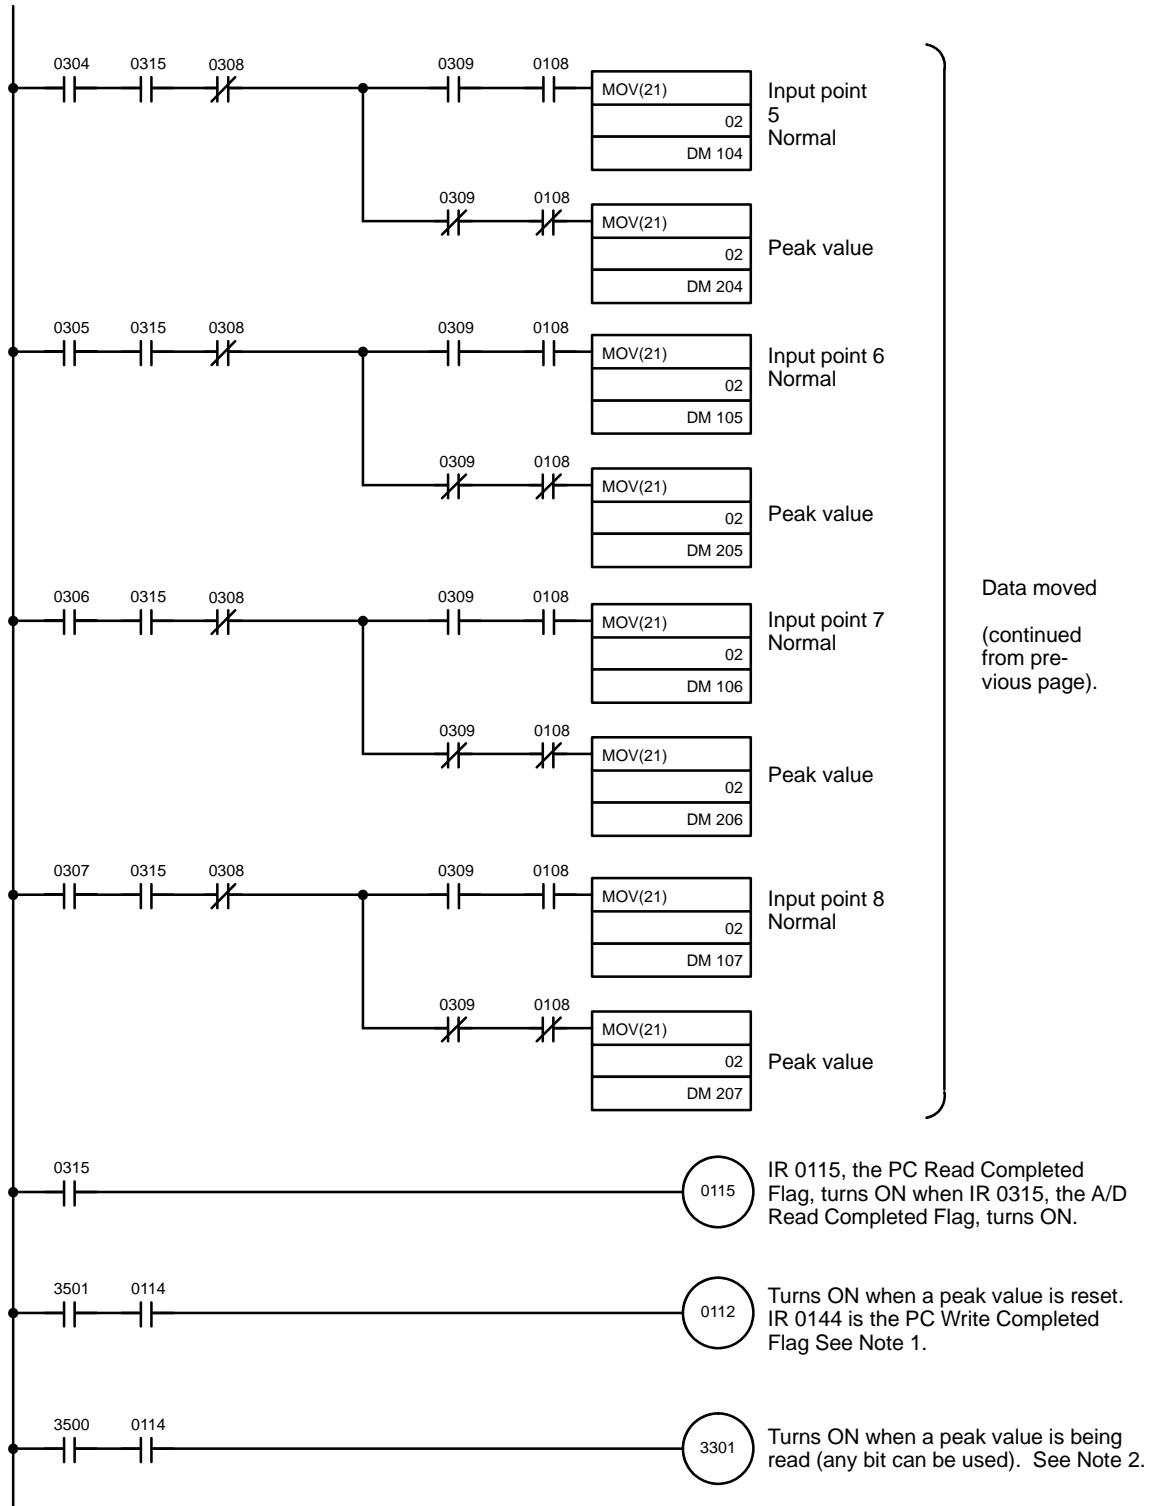 0304 0315 0308 0309 0108
MOV(21)
02
DM 104
Input point
5
Normal
0309 0108
MOV(21)
02
DM 204
Peak value
0305 0315 0308 0309 0108
MOV(21)
02
DM 105
Input point 6
Normal
0309 0108
MOV(21)
02
DM 205
Peak value
0306 0315 0308 0309 0108
MOV(21)
02
DM 106
Input point 7
Normal
0309 0108
MOV(21)
02
DM 206
Peak value
0307 0315 0308 0309 0108
MOV(21)
02
DM 107
Input point 8
Normal
0309 0108
MOV(21)
02
DM 207
Peak value
Data moved
(continued
from pre-
vious page).
0315
0115
IR 0115, the PC Read Completed
Flag, turns ON when IR 0315, the A/D
Read Completed Flag, turns ON.
3501 0114
0112
Turns ON when a peak value is reset.
IR 0144 is the PC Write Completed
Flag See Note 1.
3500 0114
3301
Turns ON when a peak value is being
read (any bit can be used). See Note 2.